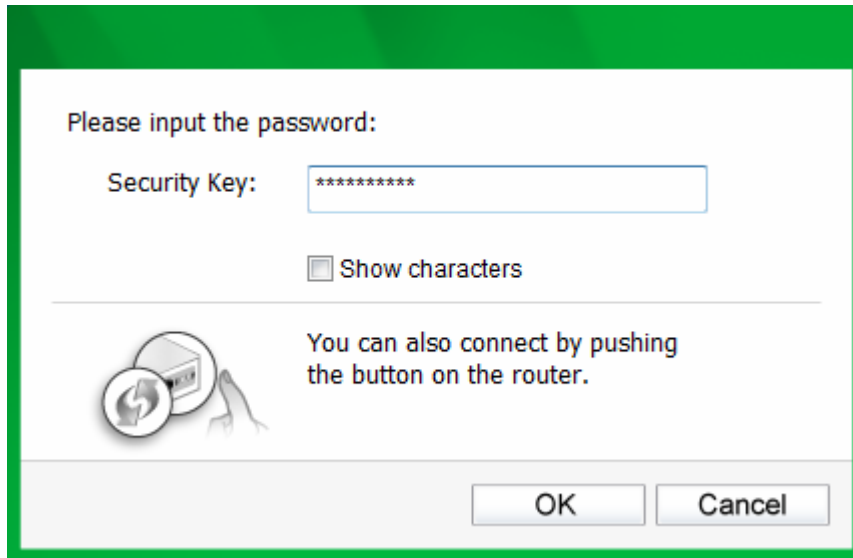 Please input the password:
Security Key: **********
Show characters
You can also connect by pushing
the button on the router.
OK Cancel